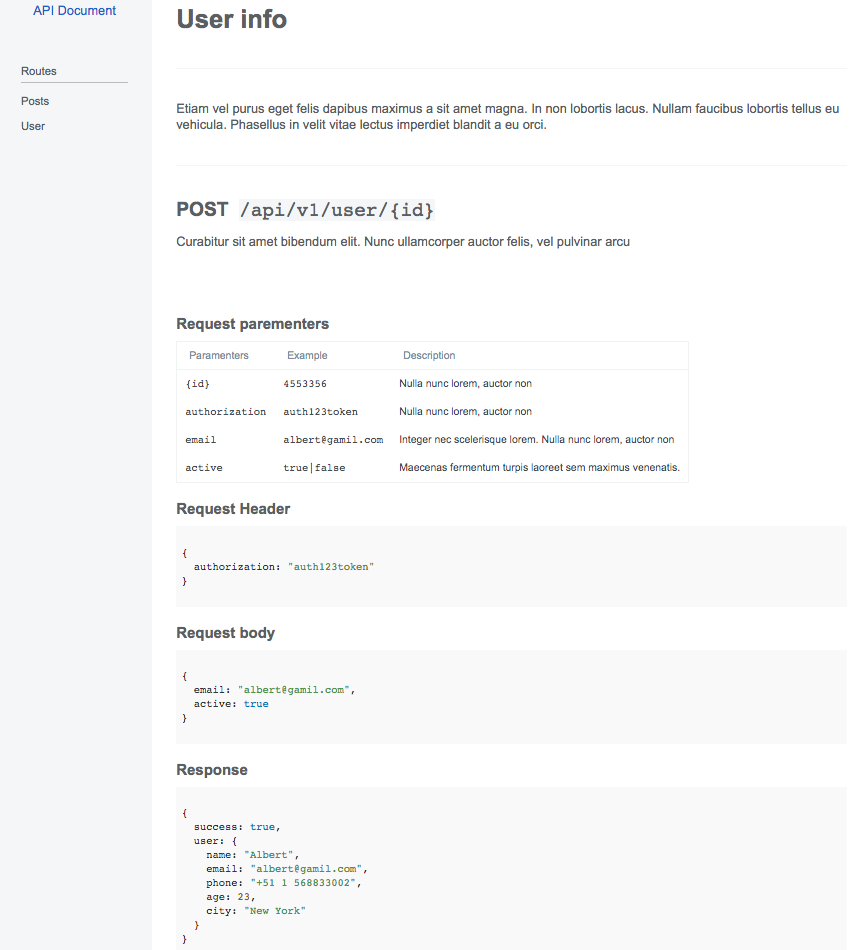 API Document
Routes
Posts
User
User info
Etiam vel purus eget felis dapibus maximus a sit amet magna. In non lobortis lacus. Nullam faucibus lobortis tellus eu
vehicula. Phasellus in velit vitae lectus imperdiet blandit a eu orci.
POST /api/v1/user/{id}
Curabitur sit amet bibendum elit. Nunc ullamcorper auctor felis, vel pulvinar arcu
Request parementers
Paramenters Example Description
{id} 4553356 Nulla nunc lorem, auctor non
authorization auth123token Nulla nunc lorem, auctor non
email albert@gamil.com Integer nec scelerisque lorem. Nulla nunc lorem, auctor non
active true|false Maecenas fermentum turpis laoreet sem maximus venenatis.
Request Header
{
authorization: "auth123token"
}
Request body
{
email: "albert@gamil.com",
active: true
}
Response
{
success: true,
user: {
name: "Albert",
email: "albert@gamil.com",
phone: "+51 1 568833002",
age: 23,
city: "New York"
}
}